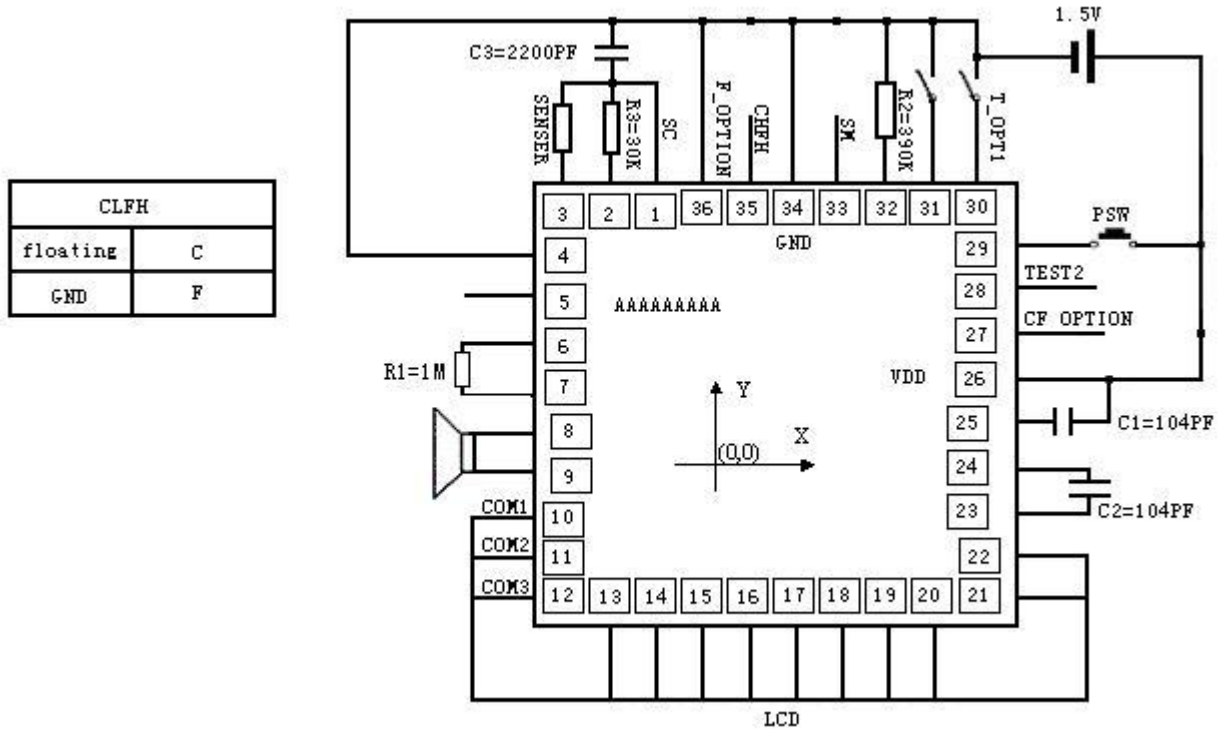 1.5V
C3=2200PF
SENSER
R3=30K
SC
F_OPTION
CHFH
SM
R2=390K
T_OPT1
CLFH
floating C
GND F
3 2 1 36 35 34 33 32 31 30
GND
PSW
4 29
TEST2
5 28
AAAAAAAAA
CF OPTION
6 27
R1=1M
7 VDD 26
Y
8 25
C1=104PF
X
(0,0)
9 24
C2=104PF
COM1
10 23
COM2
11 22
COM3
12 13 14 15 16 17 18 19 20 21
LCD